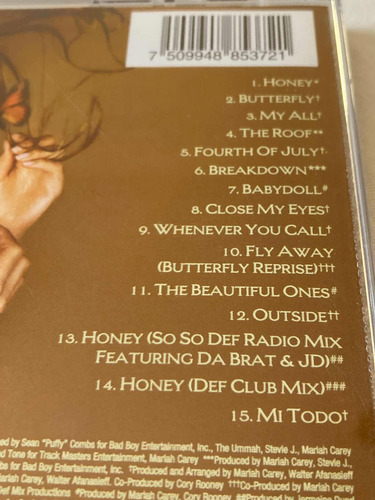 7 509948 853721
1. HONEY*
2. BUTTERFLY†
3. MY ALL†
4. THE ROOF**
5. FOURTH OF JULY†
6. BREAKDOWN***
7. BABYDOLL#
8. CLOSE MY EYES†
9. WHENEVER YOU CALL†
10. FLY AWAY
(BUTTERFLY REPRISE)†††
11. THE BEAUTIFUL ONES#
12. OUTSIDE††
13. HONEY (SO SO DEF RADIO MIX
FEATURING DA BRAT & JD)##
14. HONEY (DEF CLUB MIX)###
15. MI TODO†
by Sean "Puffy" Combs for Bad Boy Entertainment, Inc., The Ummah, Stevie J., Mariah Carey
Tone for Track Masters Entertainment, Mariah Carey ***Produced by Mariah Carey, Stevie J.,
Combs for Bad Boy Entertainment, Inc. †Produced and Arranged by Mariah Carey, Walter Afanasieff
Carey, Walter Afanasieff. Co-Produced by Cory Rooney †††Co-Produced by Mariah Carey,
Def Mix Productions #Produced by Mariah Carey, Cory Rooney ##Produced by Jermaine Dupri